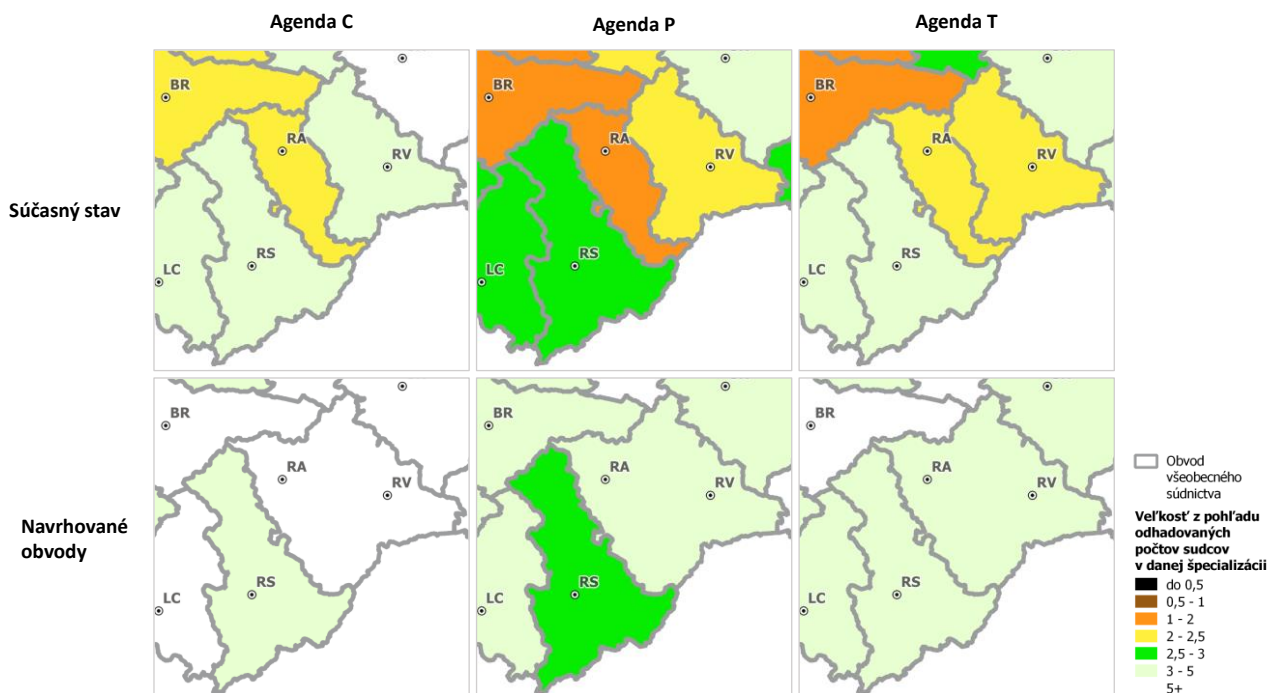 Agenda C
Agenda P
Agenda T
Súčasný stav
BR
RA
RV
RS
LC
BR
RA
RV
RS
LC
BR
RA
RV
RS
LC
Navrhované
obvody
BR
RA
RV
RS
LC
BR
RA
RV
RS
LC
BR
RA
RV
RS
LC
Obvod
všeobecného
súdnictva
Veľkosť z pohľadu
odhadovaných
počtov sudcov
v danej špecializácii
do 0,5
0,5 - 1
1 - 2
2 - 2,5
2,5 - 3
3 - 5
5+